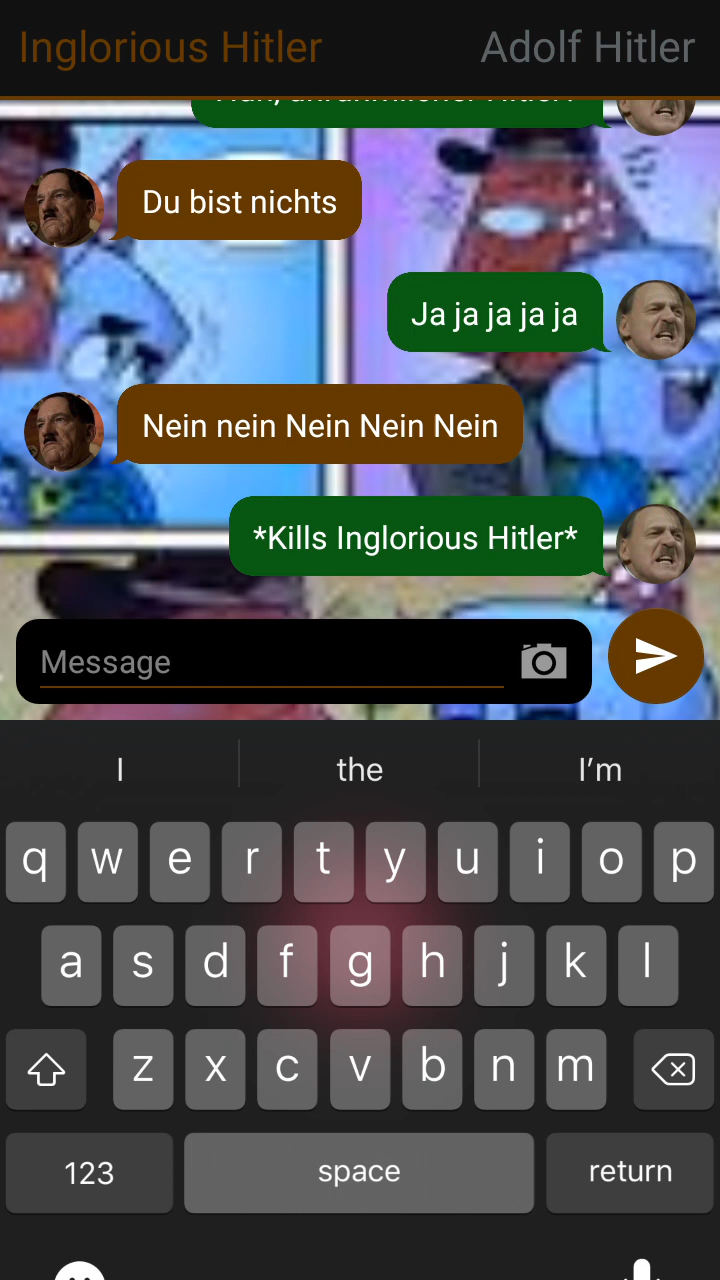 Inglorious Hitler Adolf Hitler
Du bist nichts
Ja ja ja ja ja
Nein nein Nein Nein Nein
*Kills Inglorious Hitler*
Message
I the I’m
q w e r t y u i o p
a s d f g h j k l
z x c v b n m
123 space return